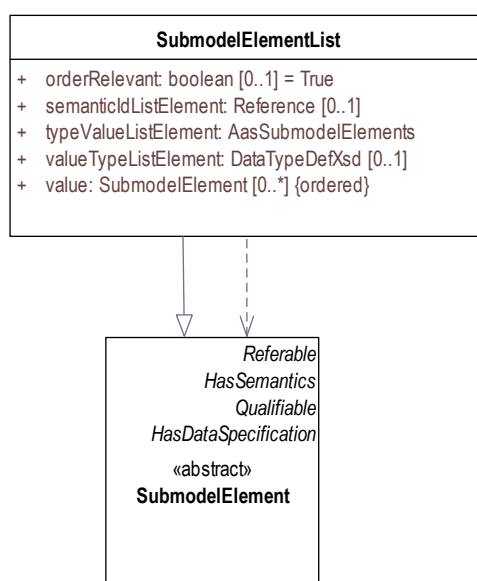 SubmodelElementList
+ orderRelevant: boolean [0..1] = True
+ semanticIdListElement: Reference [0..1]
+ typeValueListElement: AasSubmodelElements
+ valueTypeListElement: DataTypeDefXsd [0..1]
+ value: SubmodelElement [0..*] {ordered}
Referable
HasSemantics
Qualifiable
HasDataSpecification
«abstract»
SubmodelElement